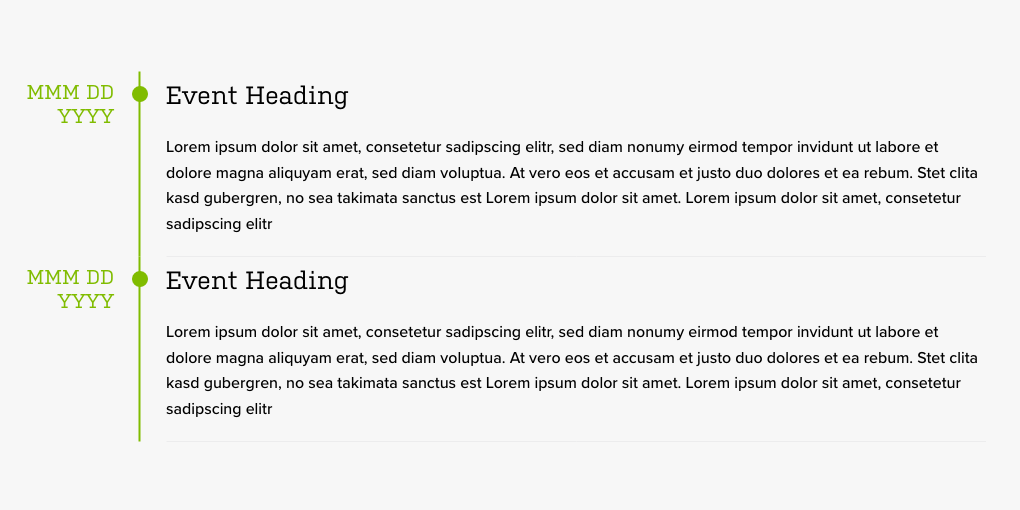 MMM DD
YYYY
Event Heading
Lorem ipsum dolor sit amet, consetetur sadipscing elitr, sed diam nonumy eirmod tempor invidunt ut labore et
dolore magna aliquyam erat, sed diam voluptua. At vero eos et accusam et justo duo dolores et ea rebum. Stet clita
kasd gubergren, no sea takimata sanctus est Lorem ipsum dolor sit amet. Lorem ipsum dolor sit amet, consetetur
sadipscing elitr
MMM DD
YYYY
Event Heading
Lorem ipsum dolor sit amet, consetetur sadipscing elitr, sed diam nonumy eirmod tempor invidunt ut labore et
dolore magna aliquyam erat, sed diam voluptua. At vero eos et accusam et justo duo dolores et ea rebum. Stet clita
kasd gubergren, no sea takimata sanctus est Lorem ipsum dolor sit amet. Lorem ipsum dolor sit amet, consetetur
sadipscing elitr